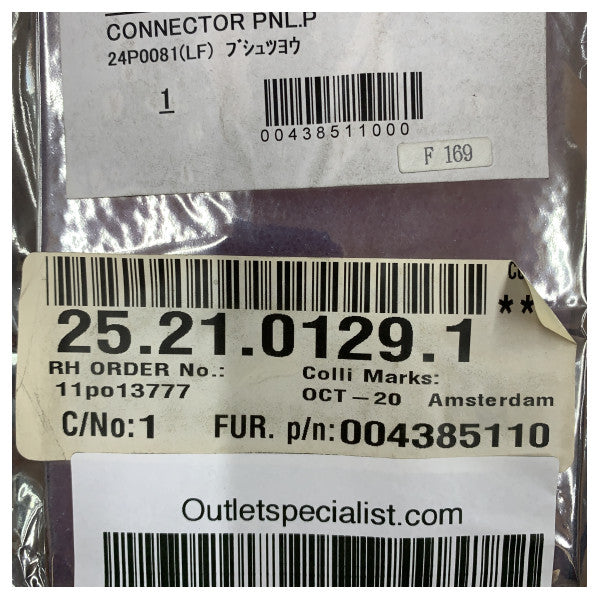 CONNECTOR PNL.P
24P0081(LF) ブシュツヨウ
1
00438511000
F 169
25.21.0129.1
**
RH ORDER No.:
Colli Marks:
11po13777
OCT-20 Amsterdam
C/No:1
FUR. p/n:004385110
Outletspecialist.com